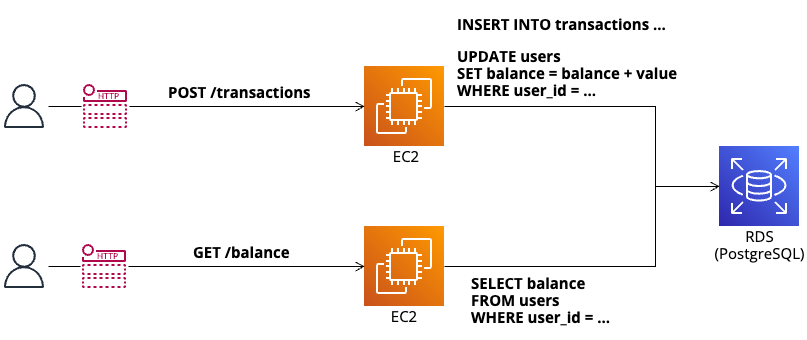 INSERT INTO transactions ...
UPDATE users
SET balance = balance + value
WHERE user_id = ...
HTTP
POST /transactions
EC2
RDS
(PostgreSQL)
HTTP
GET /balance
EC2
SELECT balance
FROM users
WHERE user_id = ...